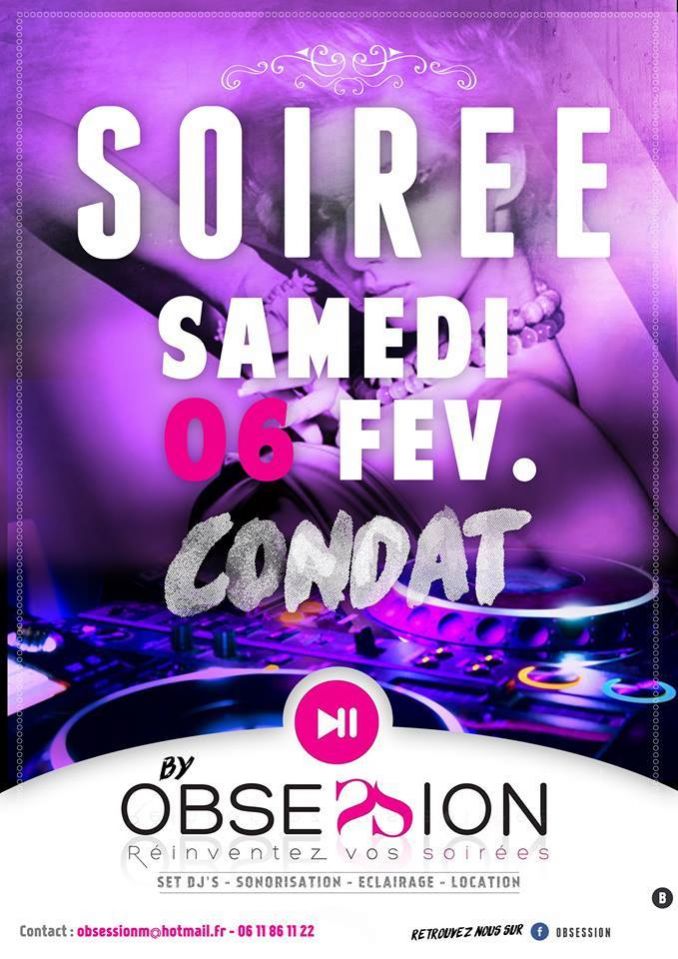 SOIREE
SAMEDI
06 FEV.
CONDAT
BY
OBSESSION
Réinventez vos soirées
SET DJ'S - SONORISATION - ECLAIRAGE - LOCATION
B
Contact : obsessionm@hotmail.fr - 06 11 86 11 22
RETROUVEZ NOUS SUR f OBSESSION